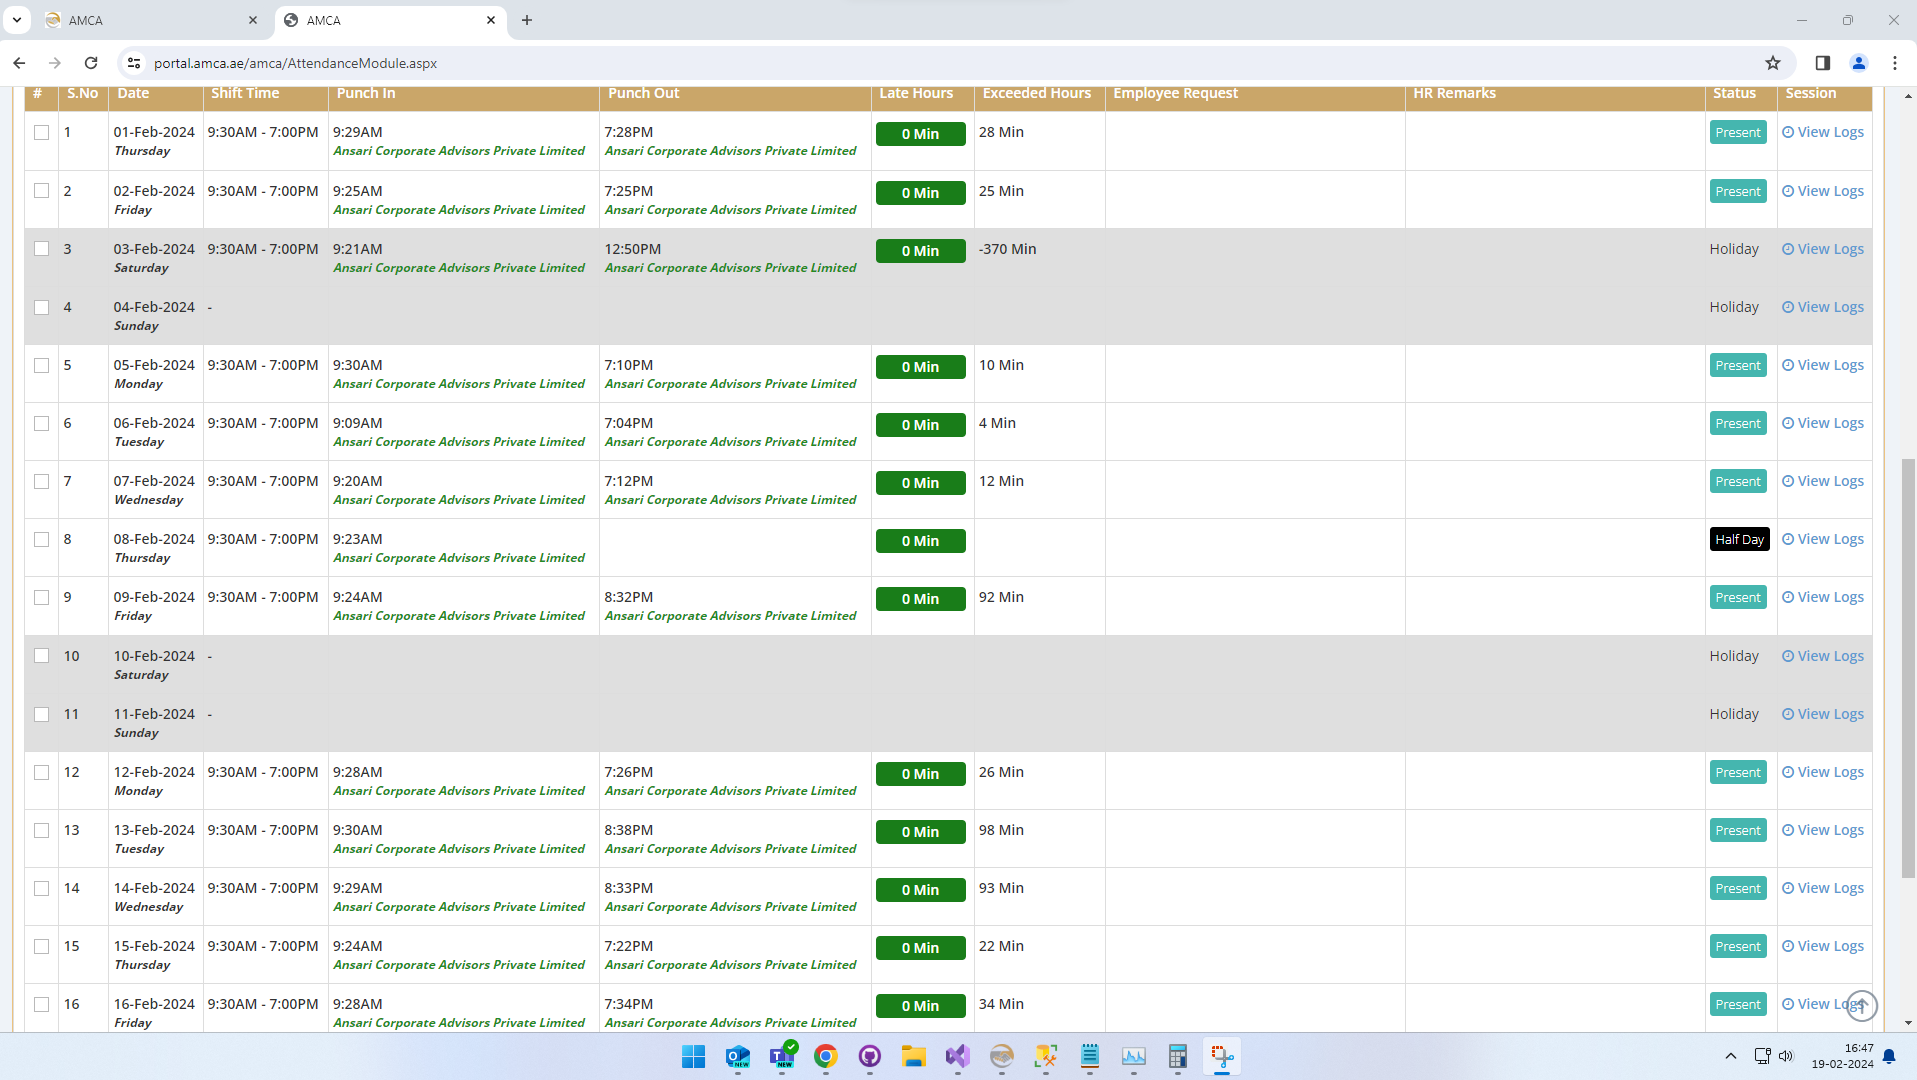 AMCA
AMCA
portal.amca.ae/amca/AttendanceModule.aspx
# S.No Date Shift Time Punch In Punch Out Late Hours Exceeded Hours Employee Request HR Remarks Status Session
1 01-Feb-2024 9:30AM - 7:00PM 9:29AM 7:28PM 0 Min 28 Min Present View Logs
Thursday Ansari Corporate Advisors Private Limited Ansari Corporate Advisors Private Limited
2 02-Feb-2024 9:30AM - 7:00PM 9:25AM 7:25PM 0 Min 25 Min Present View Logs
Friday Ansari Corporate Advisors Private Limited Ansari Corporate Advisors Private Limited
3 03-Feb-2024 9:30AM - 7:00PM 9:21AM 12:50PM 0 Min -370 Min Holiday View Logs
Saturday Ansari Corporate Advisors Private Limited Ansari Corporate Advisors Private Limited
4 04-Feb-2024 - Holiday View Logs
Sunday
5 05-Feb-2024 9:30AM - 7:00PM 9:30AM 7:10PM 0 Min 10 Min Present View Logs
Monday Ansari Corporate Advisors Private Limited Ansari Corporate Advisors Private Limited
6 06-Feb-2024 9:30AM - 7:00PM 9:09AM 7:04PM 0 Min 4 Min Present View Logs
Tuesday Ansari Corporate Advisors Private Limited Ansari Corporate Advisors Private Limited
7 07-Feb-2024 9:30AM - 7:00PM 9:20AM 7:12PM 0 Min 12 Min Present View Logs
Wednesday Ansari Corporate Advisors Private Limited Ansari Corporate Advisors Private Limited
8 08-Feb-2024 9:30AM - 7:00PM 9:23AM 0 Min Half Day View Logs
Thursday Ansari Corporate Advisors Private Limited
9 09-Feb-2024 9:30AM - 7:00PM 9:24AM 8:32PM 0 Min 92 Min Present View Logs
Friday Ansari Corporate Advisors Private Limited Ansari Corporate Advisors Private Limited
10 10-Feb-2024 - Holiday View Logs
Saturday
11 11-Feb-2024 - Holiday View Logs
Sunday
12 12-Feb-2024 9:30AM - 7:00PM 9:28AM 7:26PM 0 Min 26 Min Present View Logs
Monday Ansari Corporate Advisors Private Limited Ansari Corporate Advisors Private Limited
13 13-Feb-2024 9:30AM - 7:00PM 9:30AM 8:38PM 0 Min 98 Min Present View Logs
Tuesday Ansari Corporate Advisors Private Limited Ansari Corporate Advisors Private Limited
14 14-Feb-2024 9:30AM - 7:00PM 9:29AM 8:33PM 0 Min 93 Min Present View Logs
Wednesday Ansari Corporate Advisors Private Limited Ansari Corporate Advisors Private Limited
15 15-Feb-2024 9:30AM - 7:00PM 9:24AM 7:22PM 0 Min 22 Min Present View Logs
Thursday Ansari Corporate Advisors Private Limited Ansari Corporate Advisors Private Limited
16 16-Feb-2024 9:30AM - 7:00PM 9:28AM 7:34PM 0 Min 34 Min Present View Logs
Friday Ansari Corporate Advisors Private Limited Ansari Corporate Advisors Private Limited
NEW NEW
16:47
19-02-2024